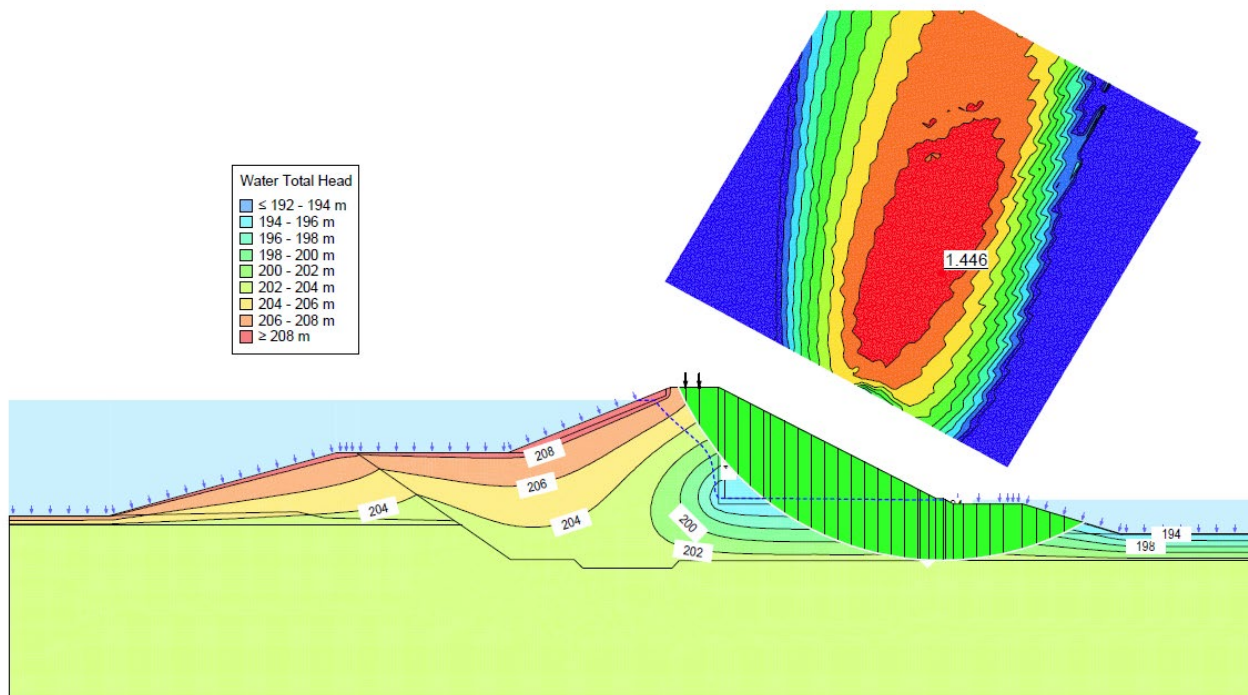 Water Total Head
≤ 192 - 194 m
194 - 196 m
196 - 198 m
198 - 200 m
200 - 202 m
202 - 204 m
204 - 206 m
206 - 208 m
≥ 208 m
1.446
208
206
204
204
200
202
194
198